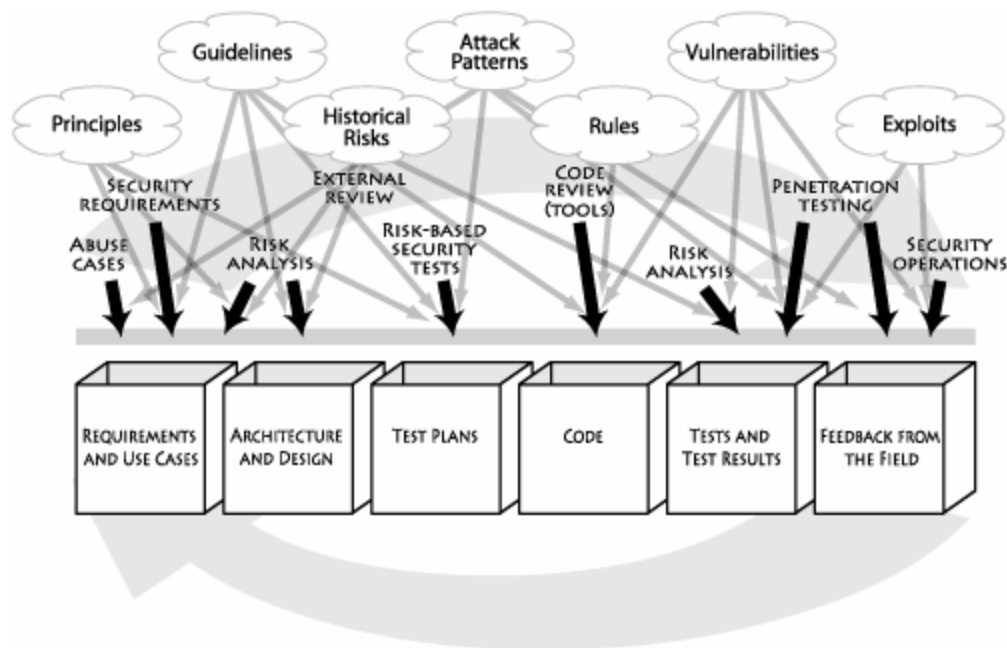 Guidelines
Attack
Patterns
Vulnerabilities
Principles
Historical
Risks
Rules
Exploits
SECURITY
REQUIREMENTS
EXTERNAL
REVIEW
CODE
REVIEW
(TOOLS)
PENETRATION
TESTING
ABUSE
CASES
RISK
ANALYSIS
RISK-BASED
SECURITY
TESTS
RISK
ANALYSIS
SECURITY
OPERATIONS
REQUIREMENTS
AND USE CASES
ARCHITECTURE
AND DESIGN
TEST PLANS
CODE
TESTS AND
TEST RESULTS
FEEDBACK FROM
THE FIELD